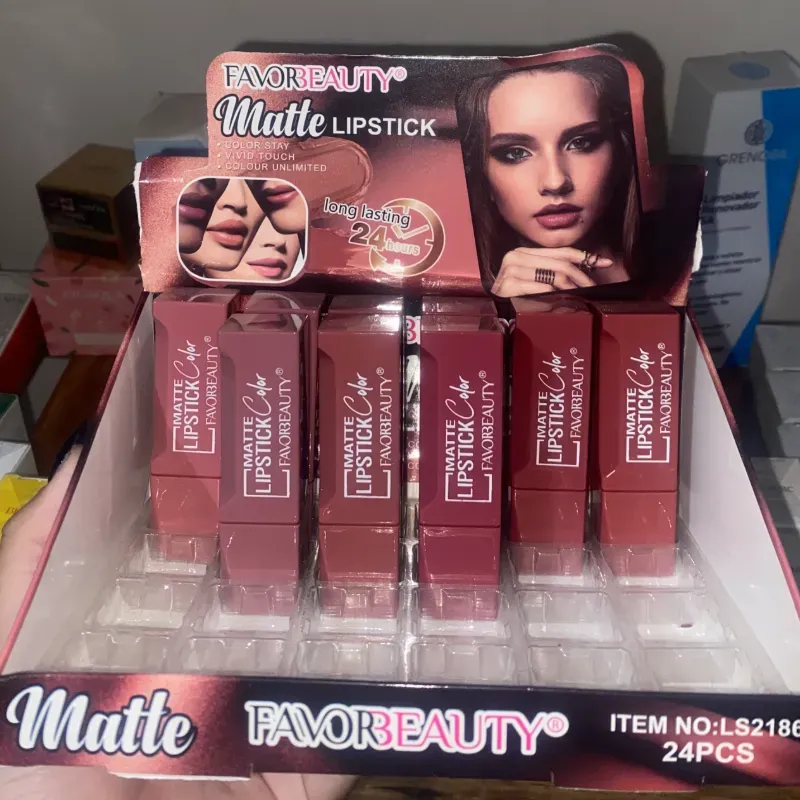 FAVORBEAUTY®
Matte LIPSTICK
• COLOR STAY
• VIVID TOUCH
• COLOUR UNLIMITED
long lasting
24 hours
MATTE
LIPSTICK Color
FAVORBEAUTY®
MATTE
LIPSTICK Color
FAVORBEAUTY®
MATTE
LIPSTICK Color
FAVORBEAUTY®
MATTE
LIPSTICK Color
FAVORBEAUTY®
MATTE
LIPSTICK Color
FAVORBEAUTY®
MATTE
LIPSTICK Color
FAVORBEAUTY®
Limpiador
Matte
FAVORBEAUTY®
ITEM NO:LS2186
24PCS